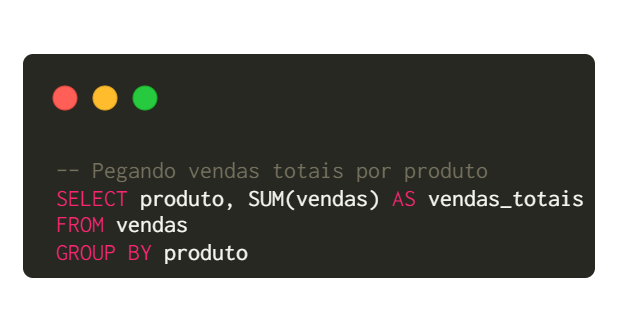 -- Pegando vendas totais por produto
SELECT produto, SUM(vendas) AS vendas_totais
FROM vendas
GROUP BY produto